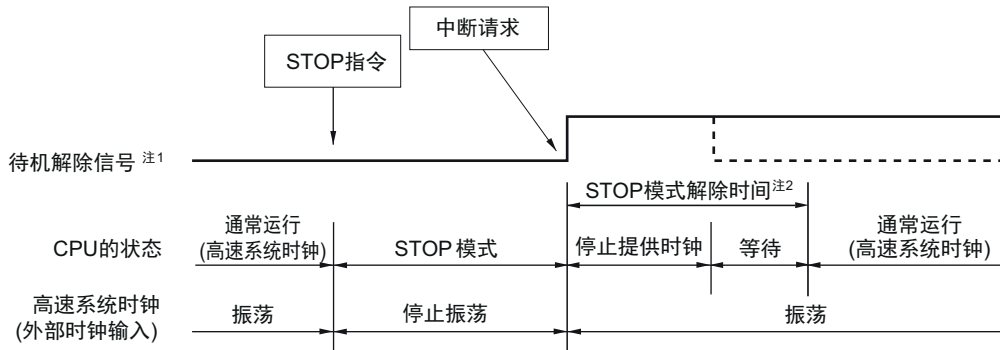 中断请求
STOP指令
待机解除信号 注1
STOP模式解除时间注2
CPU的状态
通常运行
(高速系统时钟)
STOP 模式
停止提供时钟
等待
通常运行
(高速系统时钟)
高速系统时钟
(外部时钟输入)
振荡
停止振荡
振荡